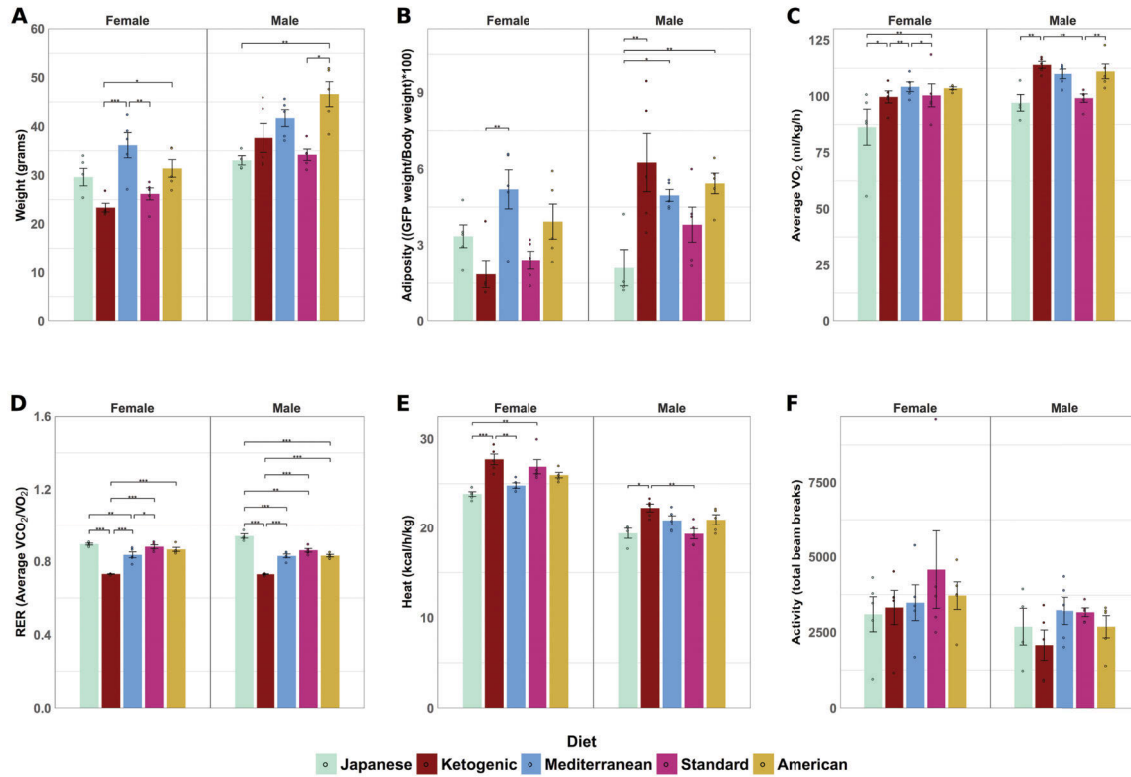 A
Female
Male
Weight (grams)
60
50
40
30
20
10
0
**
*
*
***
**
B
Female
Male
Adiposity ((GFP weight/Body weight)*100)
9
6
3
0
**
**
*
**
C
Female
Male
Average VO2 (ml/kg/h)
125
100
75
50
25
0
**
*
**
*
**
**
D
Female
Male
RER (Average VCO2/VO2)
1.6
1.2
0.8
0.4
0.0
***
***
***
***
***
**
***
**
*
***
***
***
***
E
Female
Male
Heat (kcal/h/kg)
30
20
10
0
**
***
**
*
**
F
Female
Male
Activity (total beam breaks)
7500
5000
2500
0
Diet
Japanese Ketogenic Mediterranean Standard American